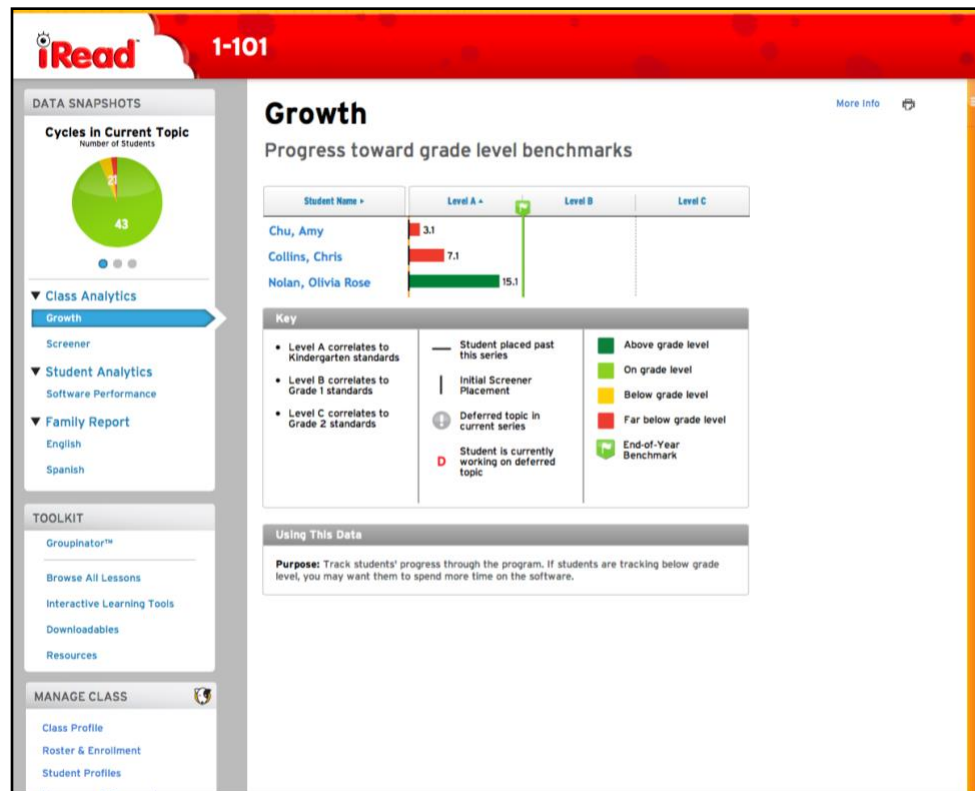 iRead™
1-101
DATA SNAPSHOTS
Cycles in Current Topic
Number of Students
43
Class Analytics
Growth
Screener
Student Analytics
Software Performance
Family Report
English
Spanish
TOOLKIT
Groupinator™
Browse All Lessons
Interactive Learning Tools
Downloadables
Resources
MANAGE CLASS
Class Profile
Roster & Enrollment
Student Profiles
Growth
More Info
Progress toward grade level benchmarks
Student Name
Level A
Level B
Level C
Chu, Amy
3.1
Collins, Chris
7.1
Nolan, Olivia Rose
15.1
Key
• Level A correlates to
Kindergarten standards
• Level B correlates to
Grade 1 standards
• Level C correlates to
Grade 2 standards
Student placed past
this series
Initial Screener
Placement
Deferred topic in
current series
D
Student is currently
working on deferred
topic
Above grade level
On grade level
Below grade level
Far below grade level
End-of-Year
Benchmark
Using This Data
Purpose: Track students' progress through the program. If students are tracking below grade
level, you may want them to spend more time on the software.